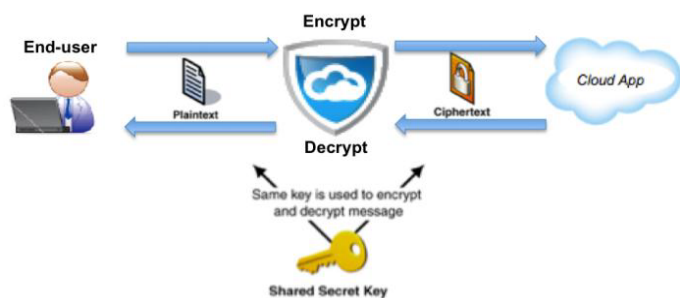 Encrypt
End-user
Plaintext
Ciphertext
Cloud App
Decrypt
Same key is used to encrypt
and decrypt message
Shared Secret Key